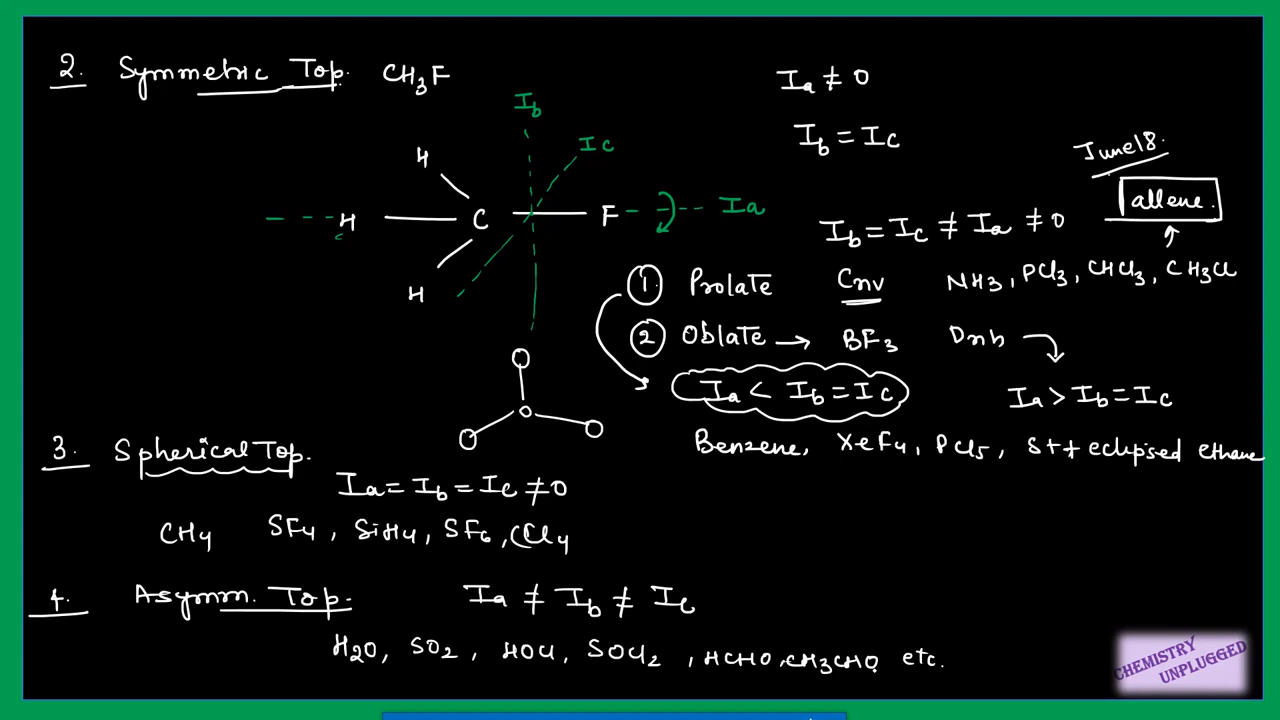 2. Symmetric Top. CH3F
Ia ≠ 0
Ib
Ib = Ic
Ic
June18.
H
allene.
H C F Ia
Ib = Ic ≠ Ia ≠ 0
H
1. Prolate Cnv NH3, PCl3, CHCl3, CH3Cl
2 Oblate → BF3 Dnh
Ia < Ib = Ic
Ia > Ib = Ic
3. Spherical Top.
Benzene, XeF4, PCl5, St + eclipsed ethane
Ia = Ib = Ic ≠ 0
CH4 SF4, SiH4, SF6, CCl4
4. Asymm. Top. Ia ≠ Ib ≠ Ic
H2O, SO2, HOCl, SOCl2, HCHO, CH3CHO, etc.
CHEMISTRY
UNPLUGGED